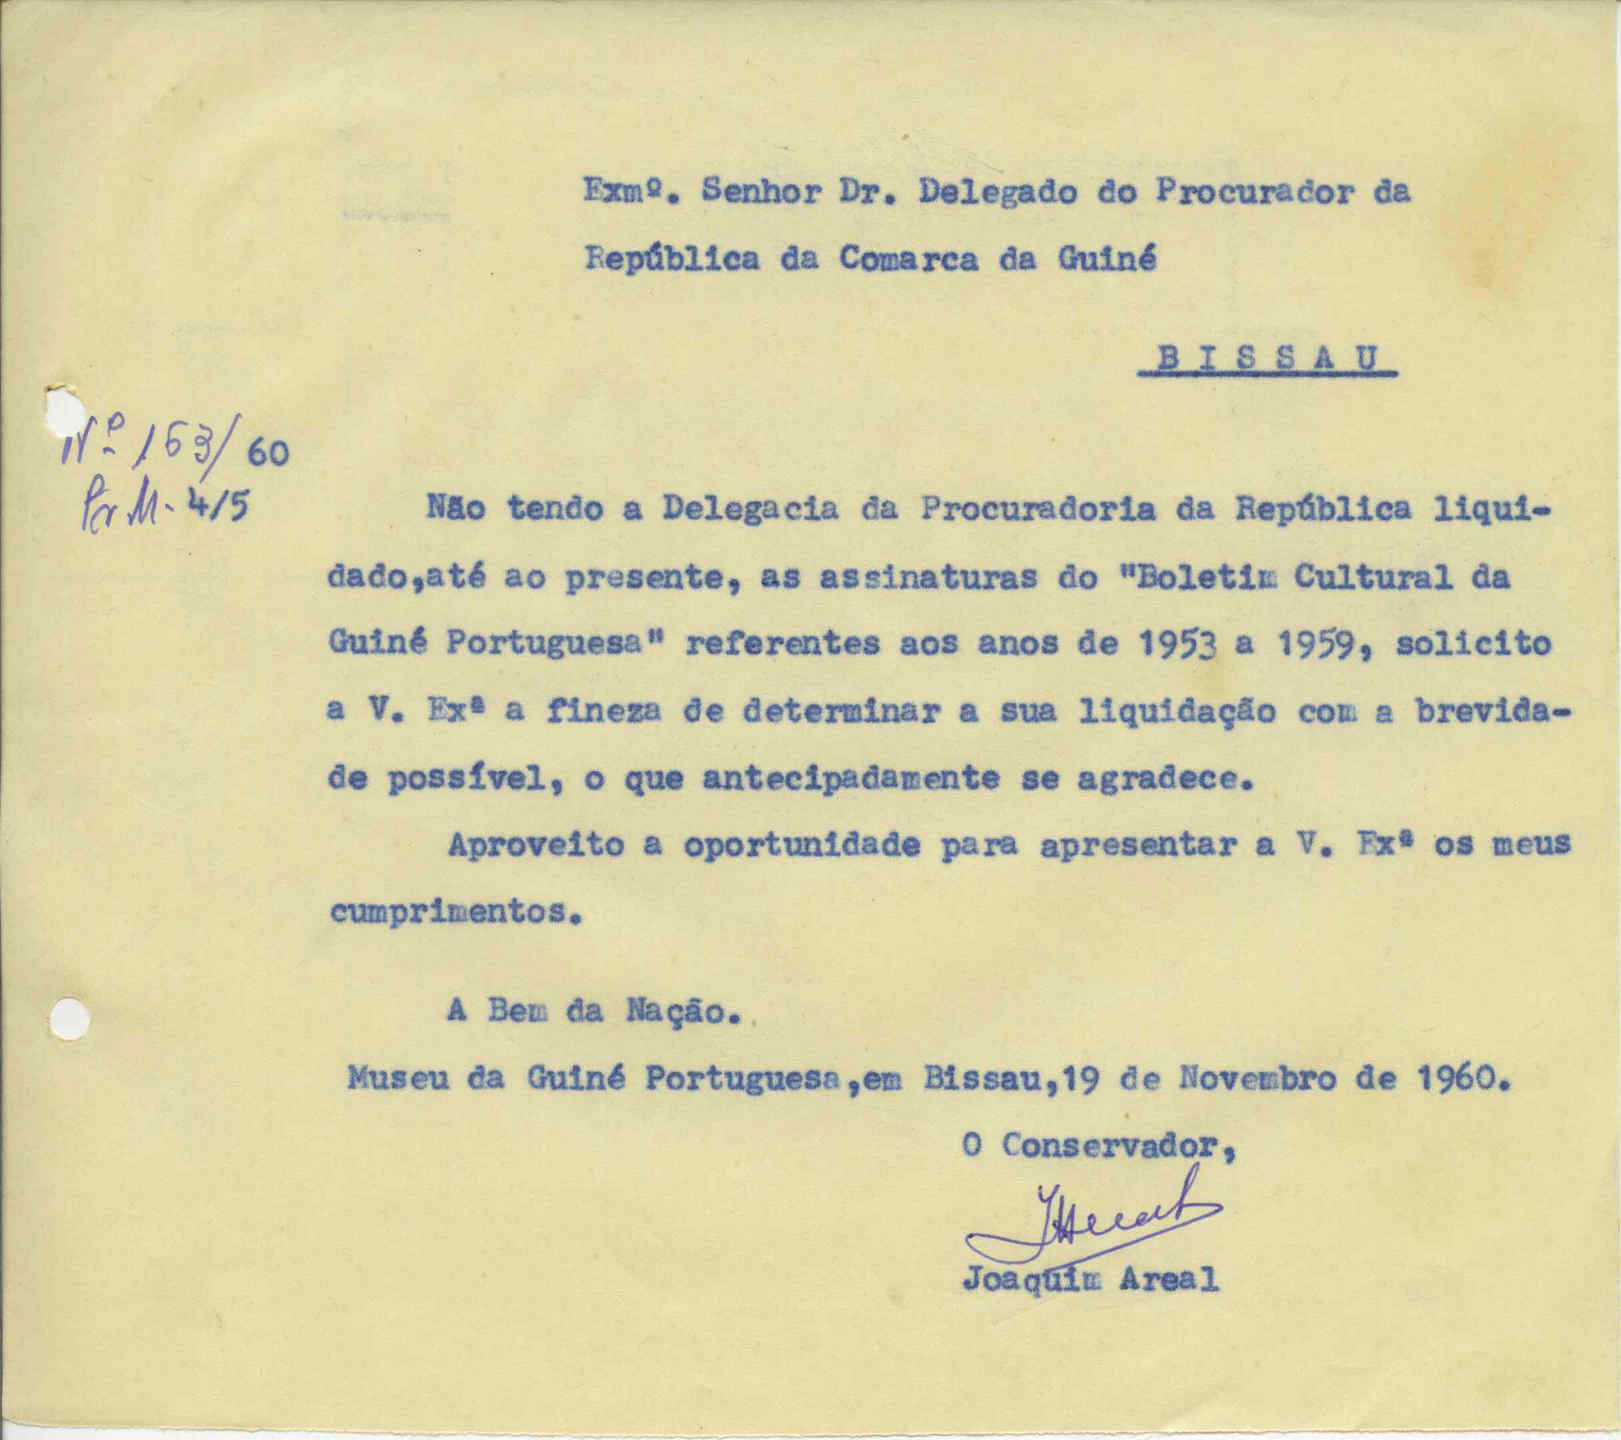 Exmº. Senhor Dr. Delegado do Procurador da
República da Comarca da Guiné
B I S S A U
Nº 153/60
Pr.M. 4/5
Não tendo a Delegacia da Procuradoria da República liqui-
dado,até ao presente, as assinaturas do "Boletim Cultural da
Guiné Portuguesa" referentes aos anos de 1953 a 1959, solicito
a V. Exª a fineza de determinar a sua liquidação com a brevida-
de possível, o que antecipadamente se agradece.
Aproveito a oportunidade para apresentar a V. Exª os meus
cumprimentos.
A Bem da Nação.
Museu da Guiné Portuguesa,em Bissau,19 de Novembro de 1960.
O Conservador,
Joaquim Areal